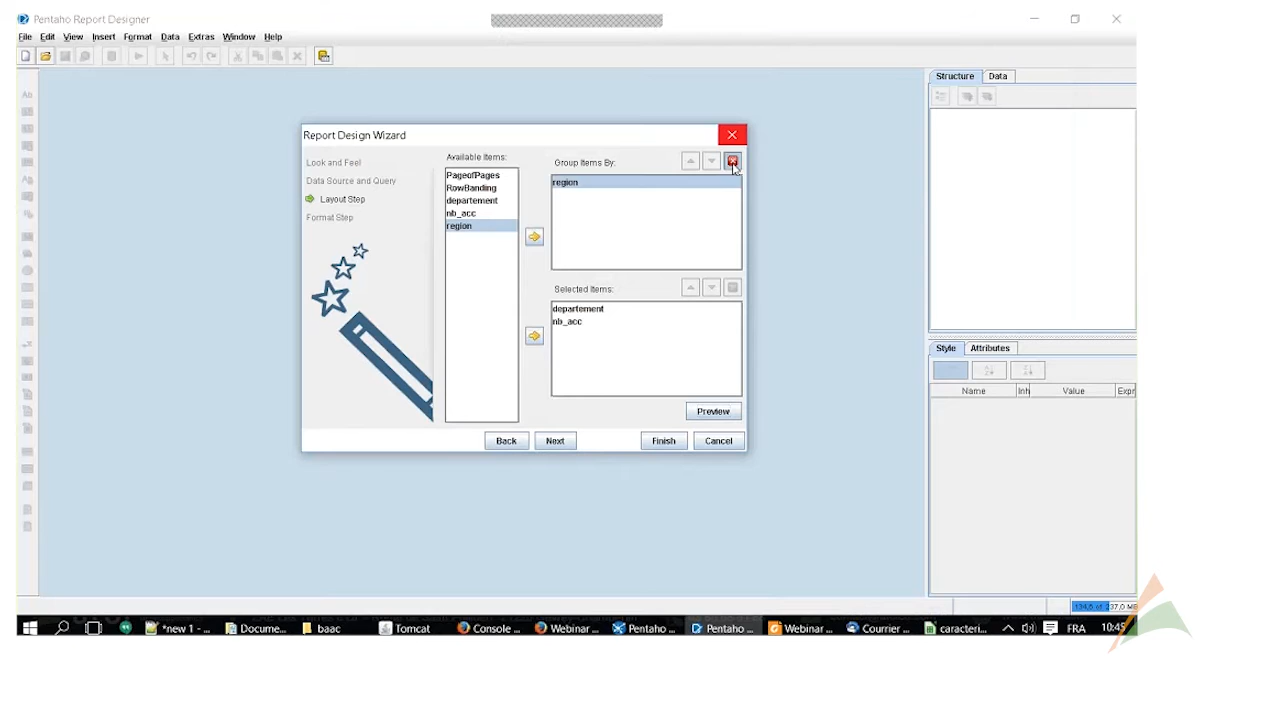 Pentaho Report Designer
File Edit View Insert Format Data Extras Window Help
Structure Data
Report Design Wizard
Look and Feel
Data Source and Query
Layout Step
Format Step
Available Items:
PageofPages
RowBanding
departement
nb_acc
region
Group Items By:
region
Selected Items:
departement
nb_acc
Preview
Back Next Finish Cancel
Style Attributes
Name Inh Value Expr
*new 1 - ... Docume... baac Tomcat Console ... Webinar ... Pentaho ... Pentaho ... Webinar ... Courrier ... caracteri... FRA 10:45